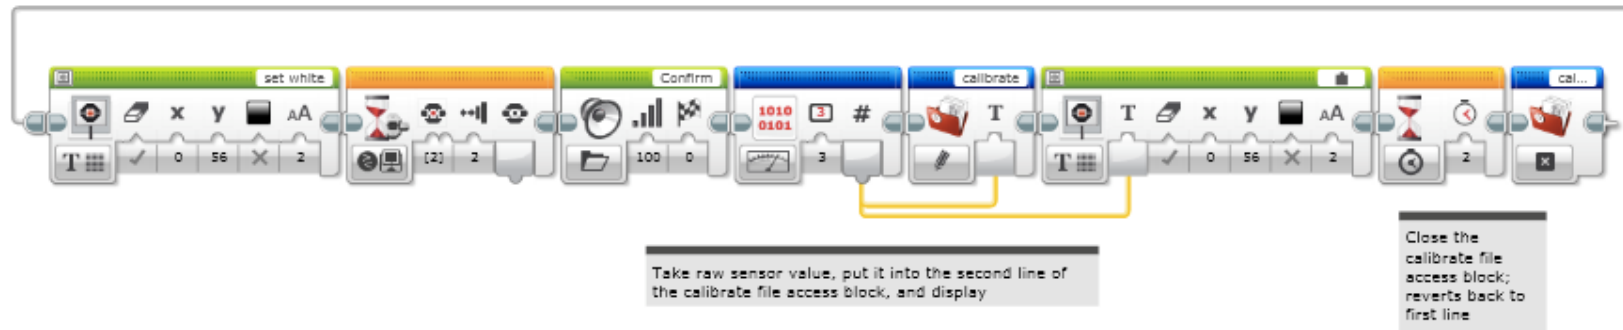 set white
Confirm
calibrate
cal...
x y AA
1010
0101
3 #
T
T x y AA
T
0 56 2
[2] 2
100 0
3
T
0 56 2
2
Take raw sensor value, put it into the second line of
the calibrate file access block, and display
Close the
calibrate file
access block;
reverts back to
first line